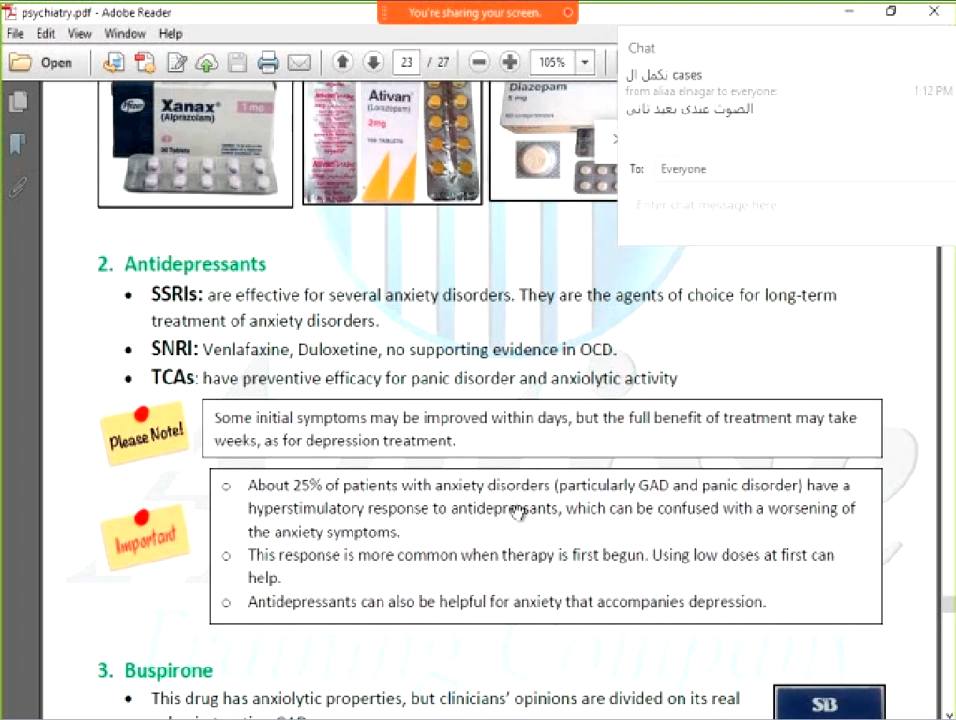 psychiatry.pdf - Adobe Reader
You're sharing your screen.
File Edit View Window Help
Open
23 / 27
105%
Chat
نكمل ال cases
from aliaa elnagar to everyone:
1:12 PM
الصوت عندى بعيد تانى
To: Everyone
Enter chat message here
Pfizer
Xanax® 1 mg
(Alprazolam)
30 Tablets
Ativan®
(Lorazepam)
2mg
100 TABLETS
Diazepam
5 mg
2. Antidepressants
• SSRIs: are effective for several anxiety disorders. They are the agents of choice for long-term
treatment of anxiety disorders.
• SNRI: Venlafaxine, Duloxetine, no supporting evidence in OCD.
• TCAs: have preventive efficacy for panic disorder and anxiolytic activity
Please Note!
Some initial symptoms may be improved within days, but the full benefit of treatment may take
weeks, as for depression treatment.
Important
o About 25% of patients with anxiety disorders (particularly GAD and panic disorder) have a
hyperstimulatory response to antidepressants, which can be confused with a worsening of
the anxiety symptoms.
o This response is more common when therapy is first begun. Using low doses at first can
help.
o Antidepressants can also be helpful for anxiety that accompanies depression.
Training Company
3. Buspirone
• This drug has anxiolytic properties, but clinicians' opinions are divided on its real
SB